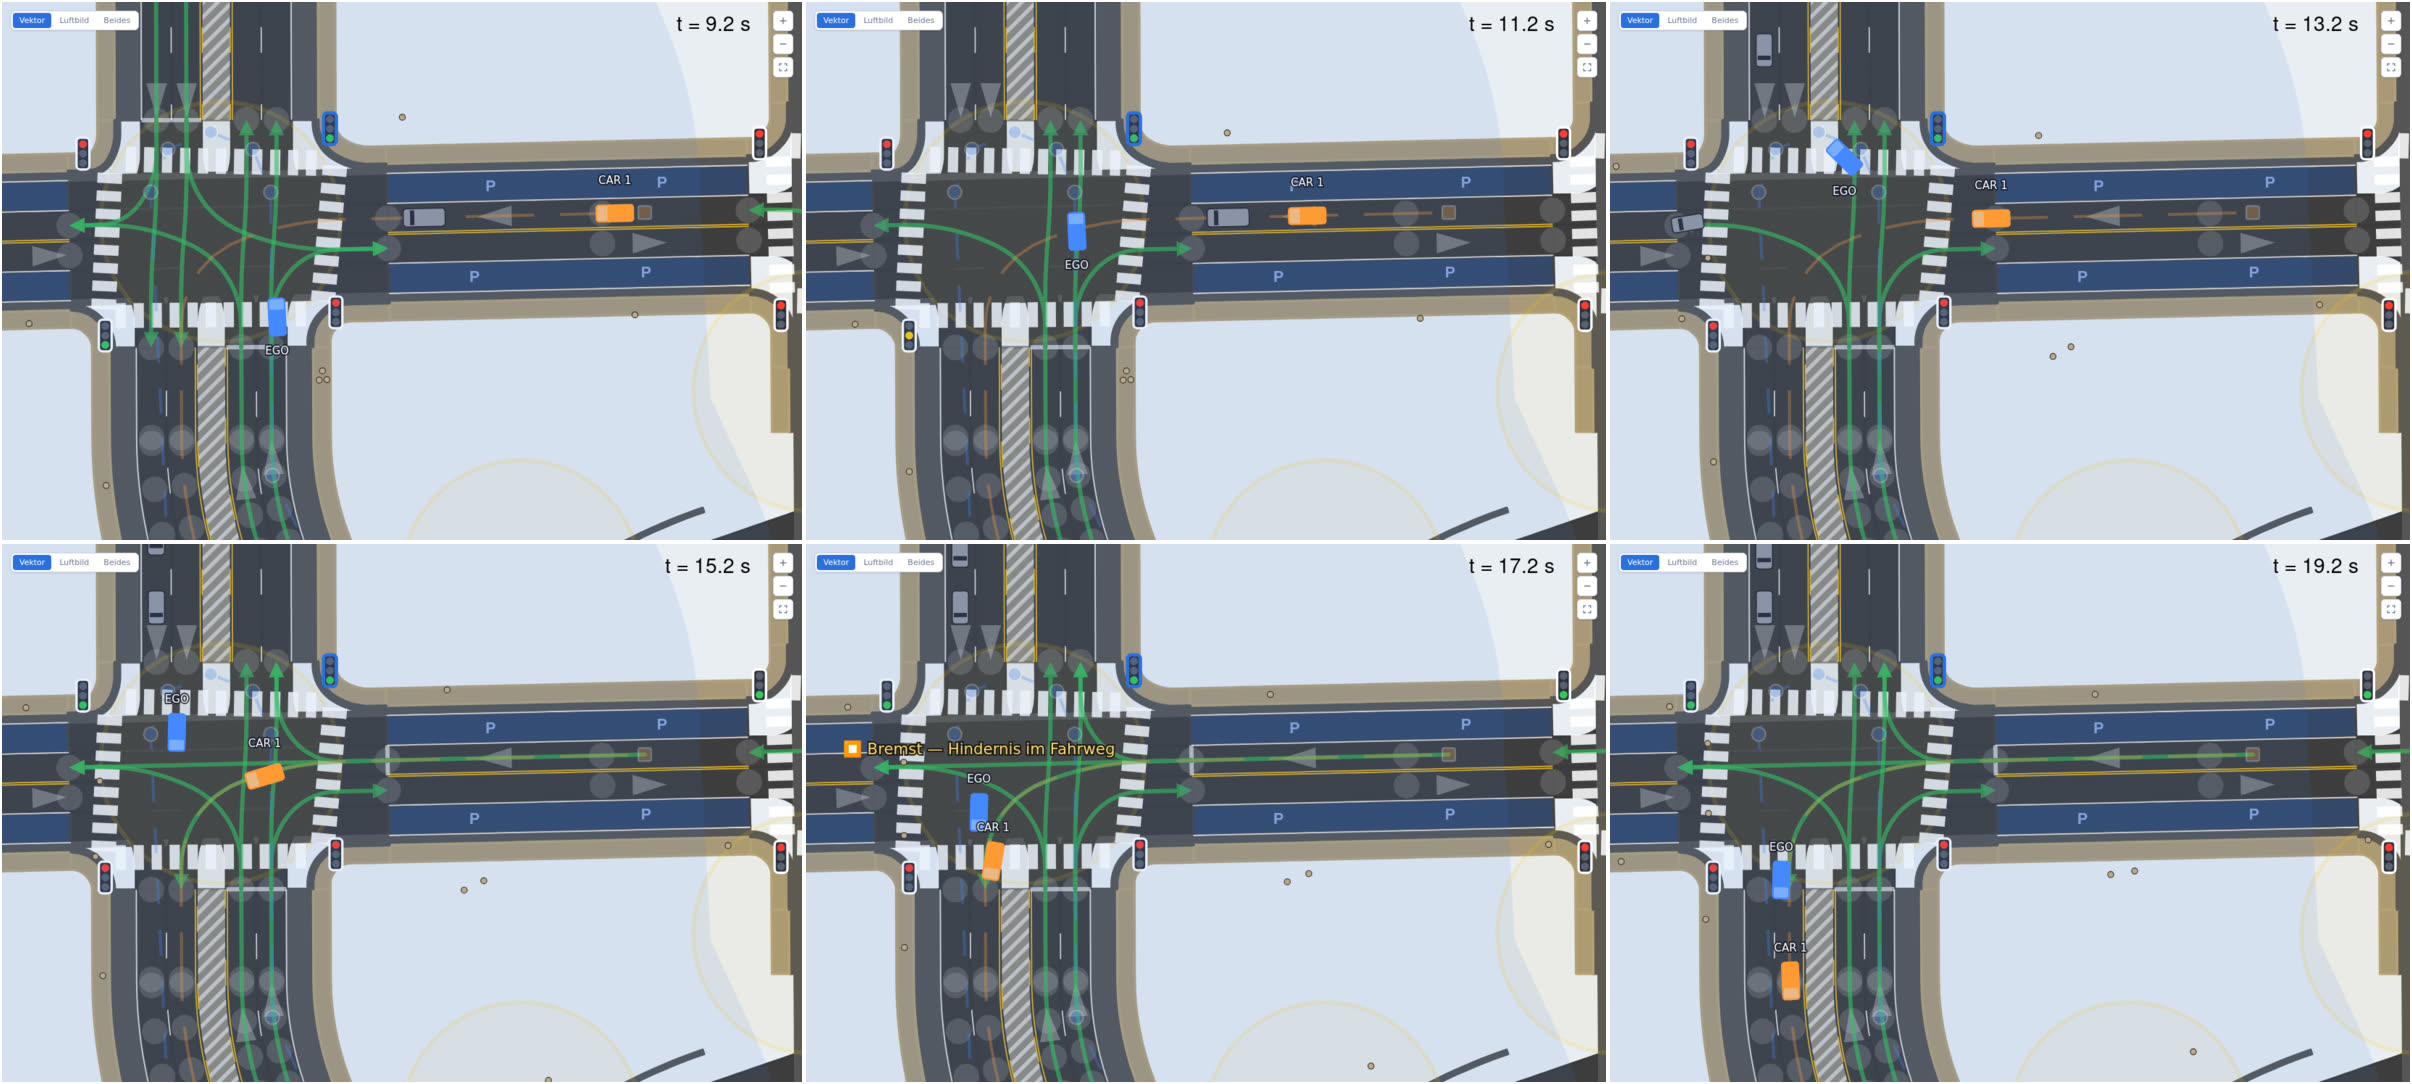 Vektor Luftbild Beides
t = 9.2 s
+
−
CAR 1
P
P
P
P
EGO
Vektor Luftbild Beides
t = 11.2 s
+
−
CAR 1
P
P
P
EGO
Vektor Luftbild Beides
t = 13.2 s
+
−
EGO
CAR 1
P
P
P
P
Vektor Luftbild Beides
t = 15.2 s
+
−
EGO
CAR 1
P
P
P
P
Vektor Luftbild Beides
t = 17.2 s
+
−
P
P
Bremst — Hindernis im Fahrweg
EGO
CAR 1
P
P
Vektor Luftbild Beides
t = 19.2 s
+
−
P
P
P
P
EGO
CAR 1